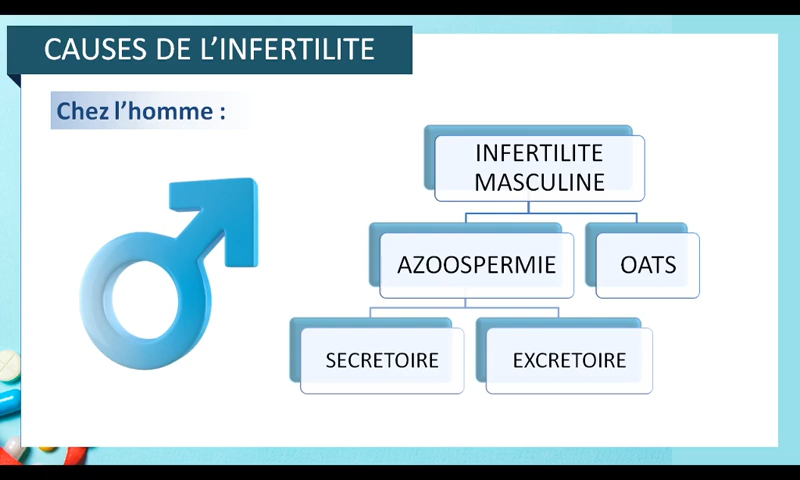 CAUSES DE L’INFERTILITE
Chez l’homme :
INFERTILITE
MASCULINE
AZOOSPERMIE
OATS
SECRETOIRE
EXCRETOIRE